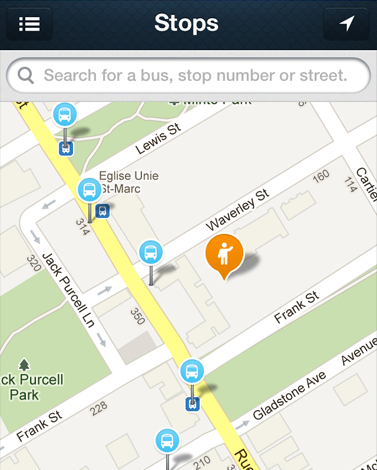 Stops
Search for a bus, stop number or street.
Minto Park
Lewis St
Eglise Unie
St-Marc
Waverley St
160
114
Cartier
314
320
Jack Purcell Ln
350
Frank St
ck Purcell
Park
Frank St
228
Gladstone Ave
Avenue
210
180